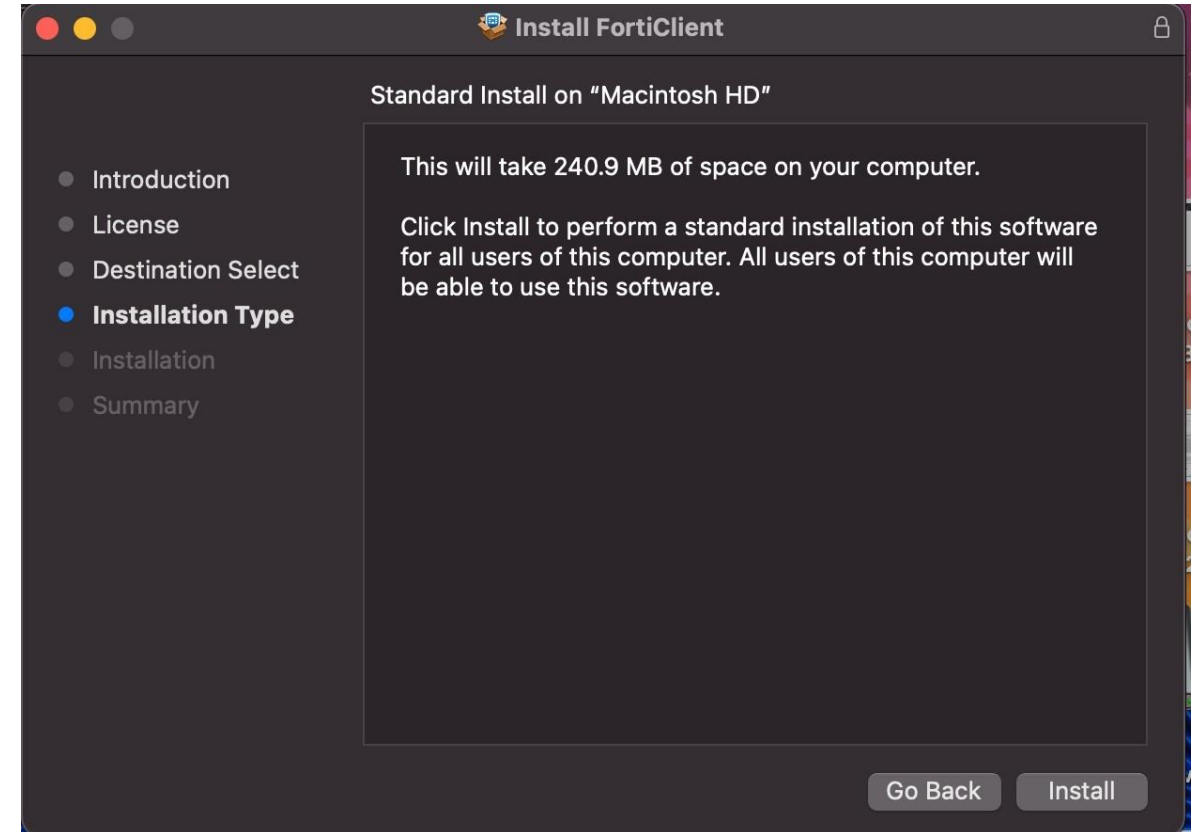 Install FortiClient
Standard Install on “Macintosh HD”
Introduction
License
Destination Select
Installation Type
Installation
Summary
This will take 240.9 MB of space on your computer.
Click Install to perform a standard installation of this software
for all users of this computer. All users of this computer will
be able to use this software.
Go Back
Install